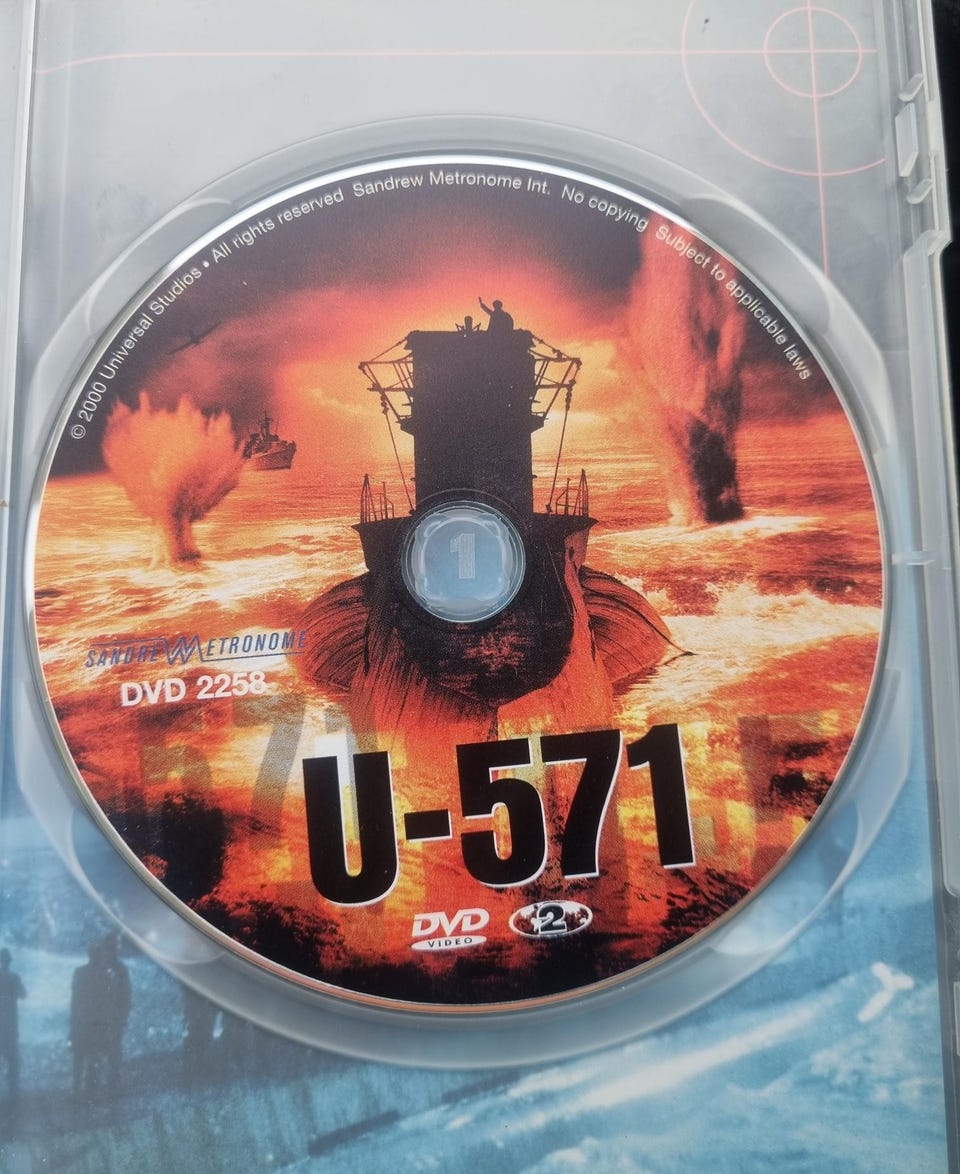 © 2000 Universal Studios • All rights reserved Sandrew Metronome Int. No copying Subject to applicable laws
1
SANDREW METRONOME
DVD 2258
571
U-571
DVD
VIDEO
2